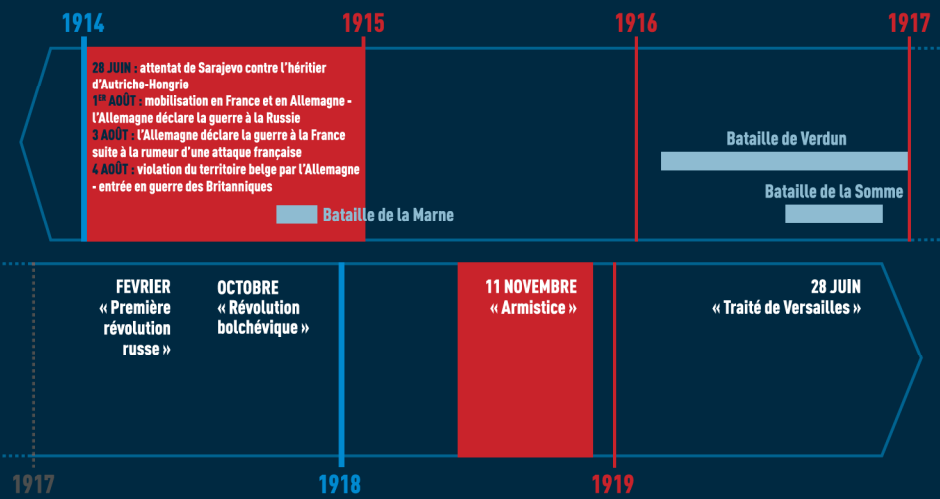 1914
1915
1916
1917
28 JUIN : attentat de Sarajevo contre l'héritier
d'Autricho-Hongrio
1ER AOÛT : mobilisation en France et en Allemagne -
l'Allemagne déclare la guerre à la Russie
3 AOÛT : l'Allemagne déclare la guerre à la France
suite à la rumeur d'une attaque française
4 AOÛT : violation du territoire belge par l'Allemagne
- entrée en guerre des Britanniques
Bataille de la Marne
Bataille de Verdun
Bataille de la Somme
FEVRIER
« Première
révolution
russe »
OCTOBRE
« Révolution
bolchévique »
11 NOVEMBRE
« Armistice »
28 JUIN
« Traité de Versailles »
1917
1918
1919